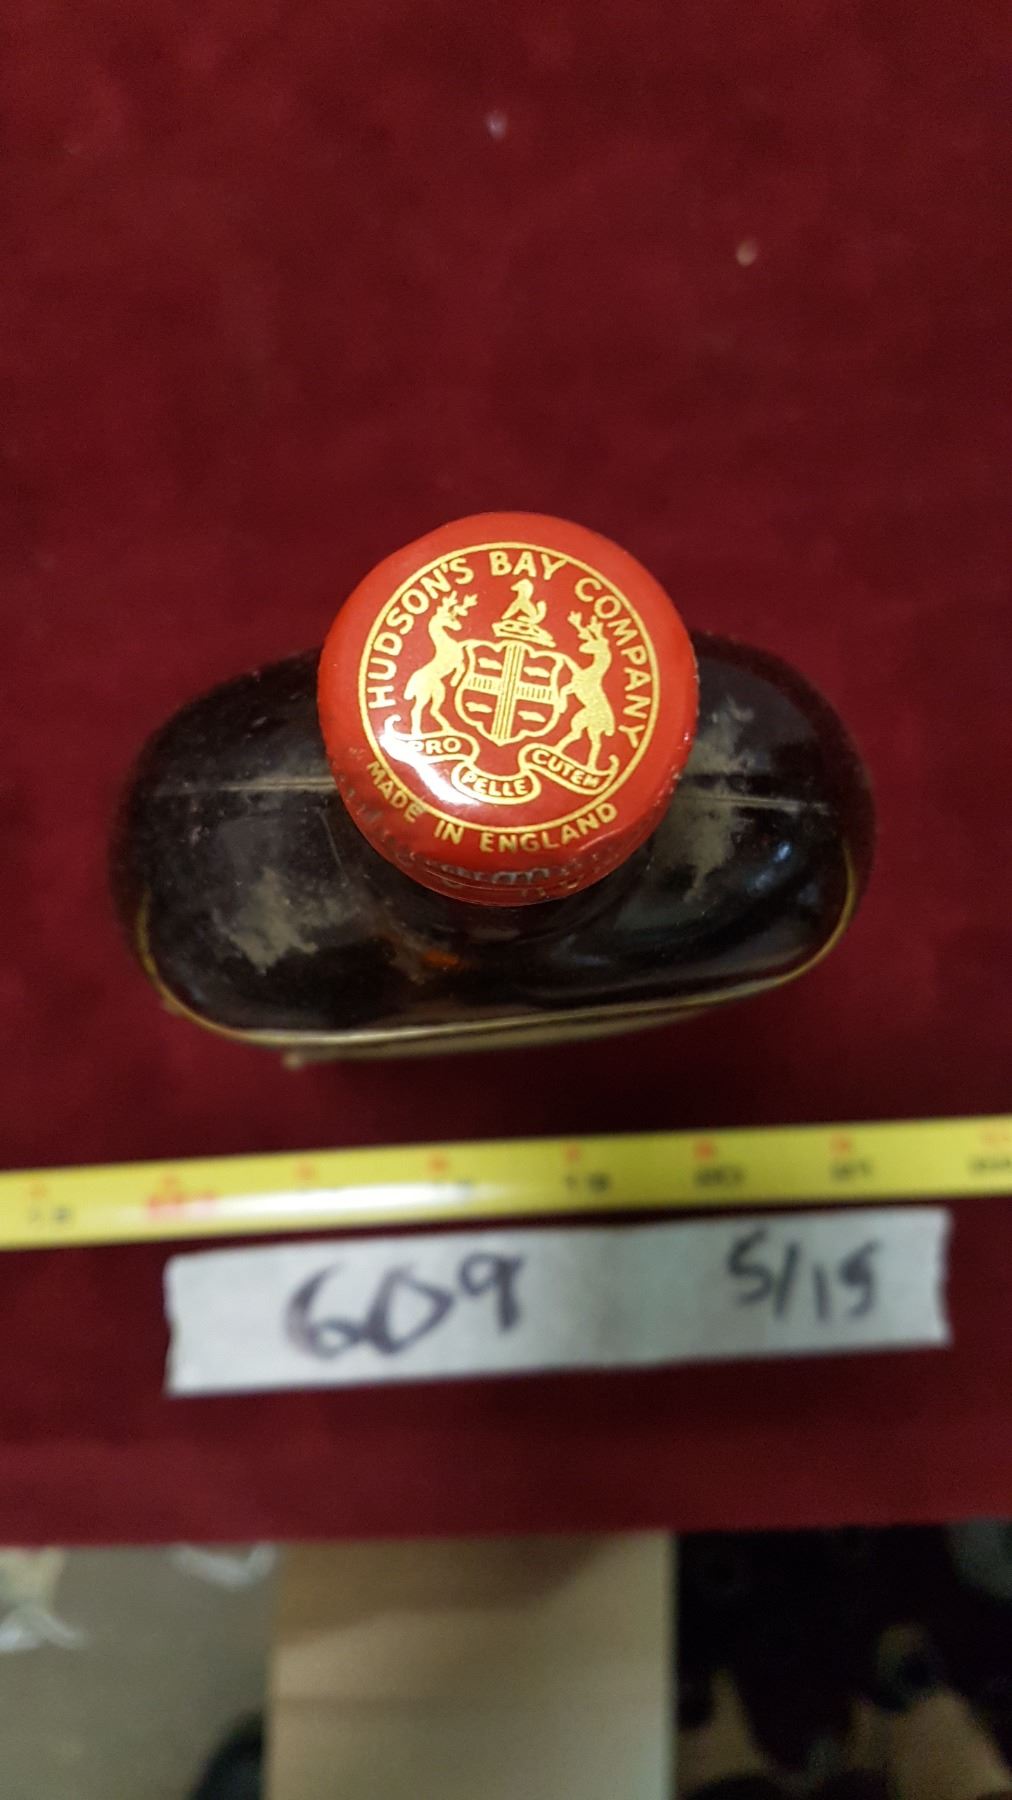 HUDSON'S BAY COMPANY
PRO PELLE CUTEM
MADE IN ENGLAND
609 5/15